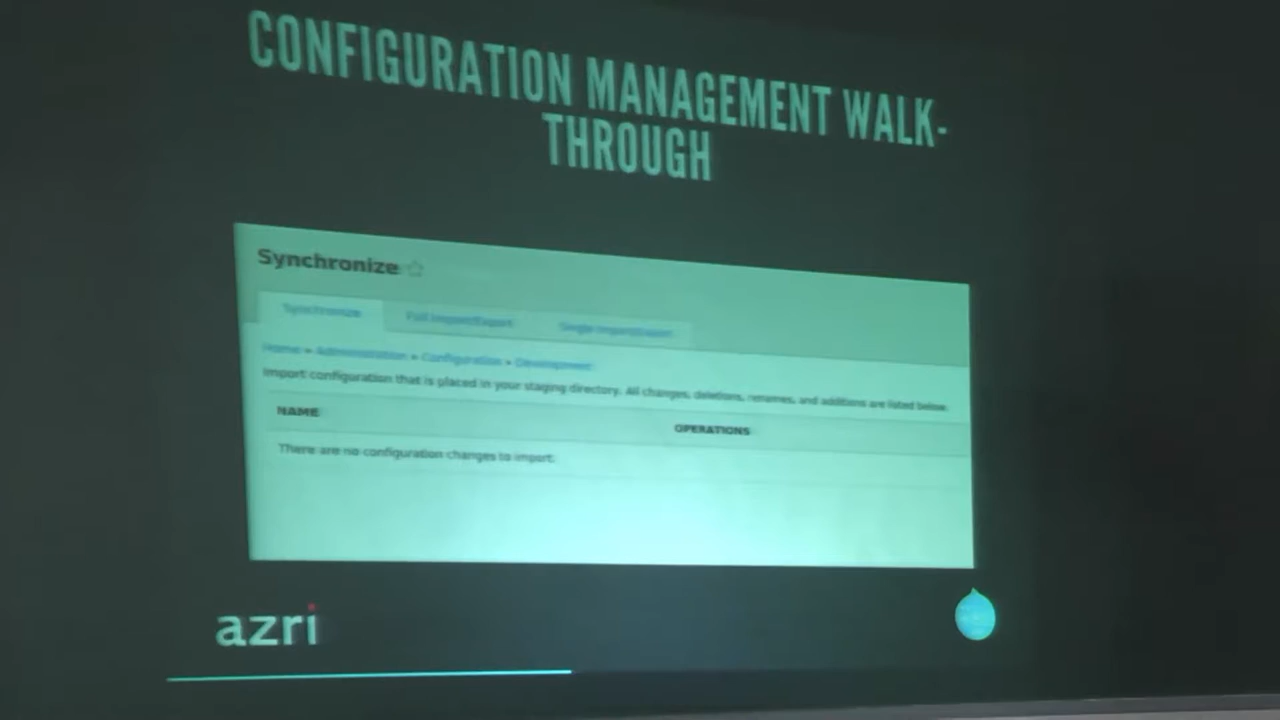 CONFIGURATION MANAGEMENT WALK-
THROUGH
Synchronize
Synchronize
Full Import/Export
Single Import/Export
Home » Administration » Configuration » Development
Import configuration that is placed in your staging directory. All changes, deletions, renames, and additions are listed below.
NAME
OPERATIONS
There are no configuration changes to import.
azri